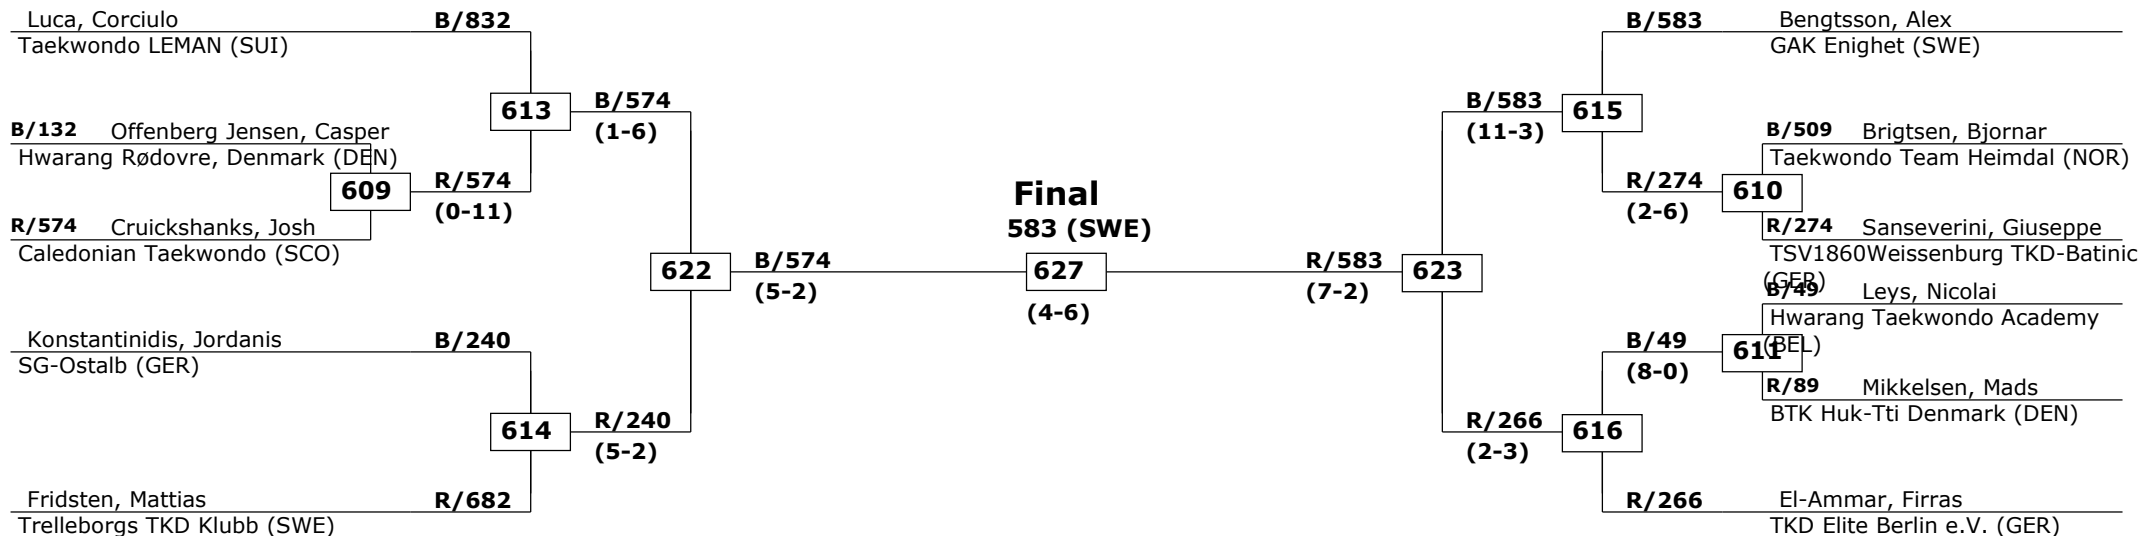 Luca, Corciulo
B/832
Taekwondo LEMAN (SUI)
613
B/574
(1-6)
B/132
Offenberg Jensen, Casper
Hwarang Rødovre, Denmark (DEN)
609
R/574
(0-11)
R/574
Cruickshanks, Josh
Caledonian Taekwondo (SCO)
622
B/574
(5-2)
Konstantinidis, Jordanis
B/240
SG-Ostalb (GER)
614
R/240
(5-2)
Fridsten, Mattias
R/682
Trelleborgs TKD Klubb (SWE)
Final
583 (SWE)
627
(4-6)
B/583
Bengtsson, Alex
GAK Enighet (SWE)
B/583
(11-3)
615
B/509
Brigtsen, Bjornar
Taekwondo Team Heimdal (NOR)
R/274
(2-6)
610
R/274
Sanseverini, Giuseppe
TSV1860Weissenburg TKD-Batinic
(GER)
R/583
(7-2)
623
B/49
Leys, Nicolai
Hwarang Taekwondo Academy
(BEL)
B/49
(8-0)
611
R/89
Mikkelsen, Mads
BTK Huk-Tti Denmark (DEN)
R/266
(2-3)
616
R/266
El-Ammar, Firras
TKD Elite Berlin e.V. (GER)